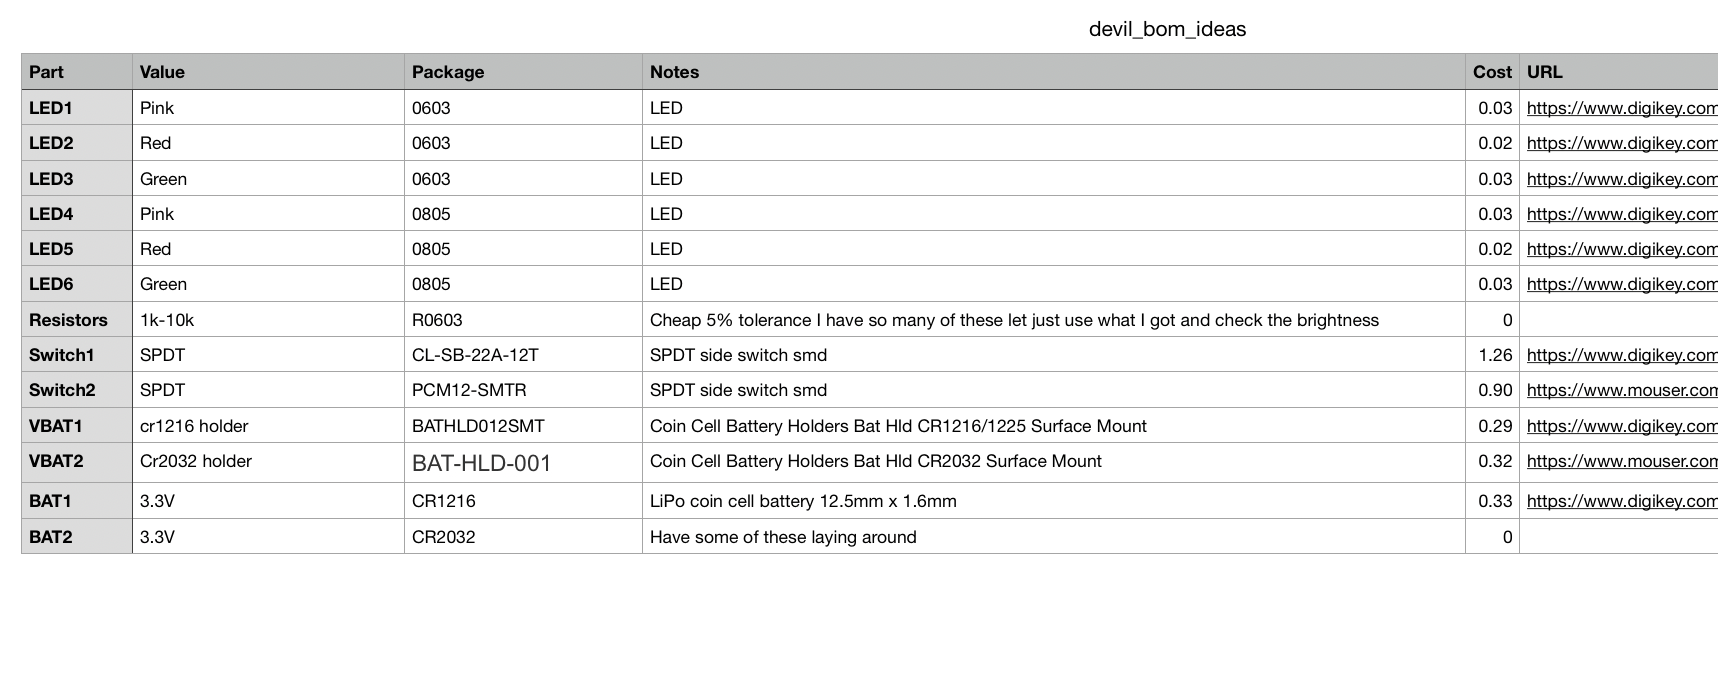 devil_bom_ideas
Part Value Package Notes Cost URL
LED1 Pink 0603 LED 0.03 https://www.digikey.com
LED2 Red 0603 LED 0.02 https://www.digikey.com
LED3 Green 0603 LED 0.03 https://www.digikey.com
LED4 Pink 0805 LED 0.03 https://www.digikey.com
LED5 Red 0805 LED 0.02 https://www.digikey.com
LED6 Green 0805 LED 0.03 https://www.digikey.com
Resistors 1k-10k R0603 Cheap 5% tolerance I have so many of these let just use what I got and check the brightness 0
Switch1 SPDT CL-SB-22A-12T SPDT side switch smd 1.26 https://www.digikey.com
Switch2 SPDT PCM12-SMTR SPDT side switch smd 0.90 https://www.mouser.com
VBAT1 cr1216 holder BATHLD012SMT Coin Cell Battery Holders Bat Hld CR1216/1225 Surface Mount 0.29 https://www.digikey.com
VBAT2 Cr2032 holder BAT-HLD-001 Coin Cell Battery Holders Bat Hld CR2032 Surface Mount 0.32 https://www.mouser.com
BAT1 3.3V CR1216 LiPo coin cell battery 12.5mm x 1.6mm 0.33 https://www.digikey.com
BAT2 3.3V CR2032 Have some of these laying around 0